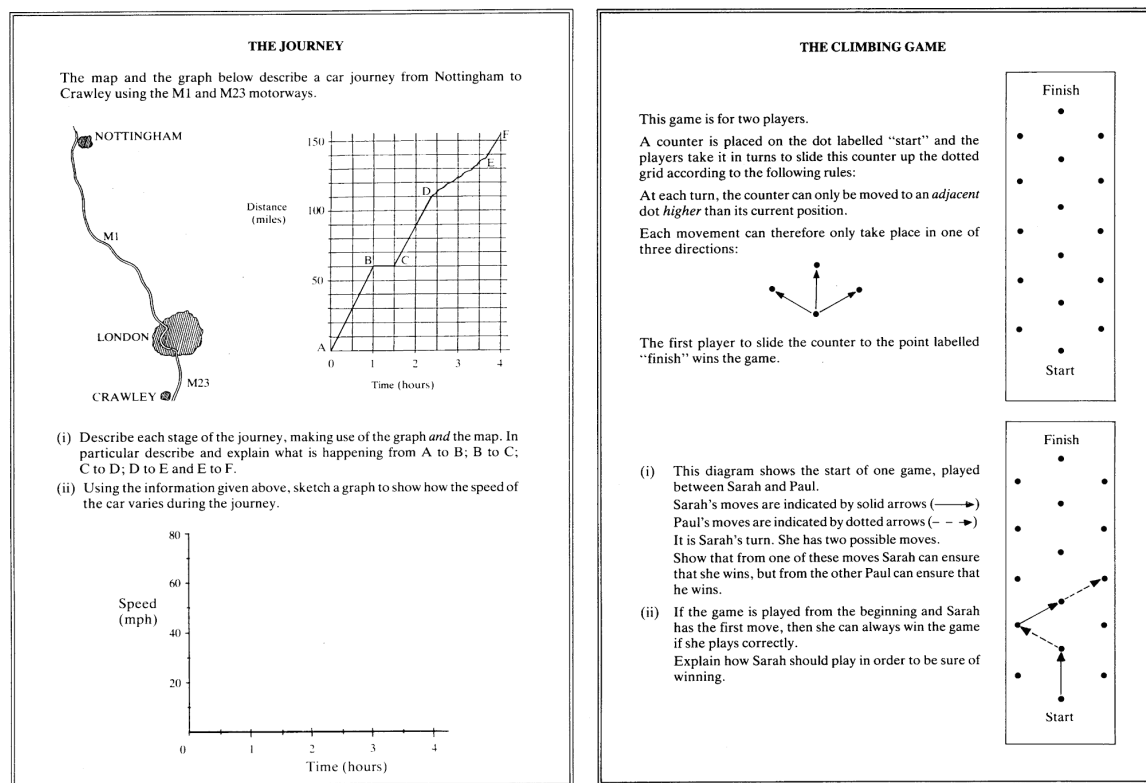 THE JOURNEY
The map and the graph below describe a car journey from Nottingham to
Crawley using the M1 and M23 motorways.
NOTTINGHAM
M1
LONDON
M23
CRAWLEY
Distance
(miles)
150
100
50
A
B
C
D
E
F
0 1 2 3 4
Time (hours)
(i) Describe each stage of the journey, making use of the graph and the map. In
particular describe and explain what is happening from A to B; B to C;
C to D; D to E and E to F.
(ii) Using the information given above, sketch a graph to show how the speed of
the car varies during the journey.
80
60
40
20
Speed
(mph)
0 1 2 3 4
Time (hours)
THE CLIMBING GAME
This game is for two players.
A counter is placed on the dot labelled “start” and the
players take it in turns to slide this counter up the dotted
grid according to the following rules:
At each turn, the counter can only be moved to an adjacent
dot higher than its current position.
Each movement can therefore only take place in one of
three directions:
The first player to slide the counter to the point labelled
“finish” wins the game.
Finish
Start
(i) This diagram shows the start of one game, played
between Sarah and Paul.
Sarah's moves are indicated by solid arrows (⟶)
Paul's moves are indicated by dotted arrows (– – ➤)
It is Sarah's turn. She has two possible moves.
Show that from one of these moves Sarah can ensure
that she wins, but from the other Paul can ensure that
he wins.
(ii) If the game is played from the beginning and Sarah
has the first move, then she can always win the game
if she plays correctly.
Explain how Sarah should play in order to be sure of
winning.
Finish
Start